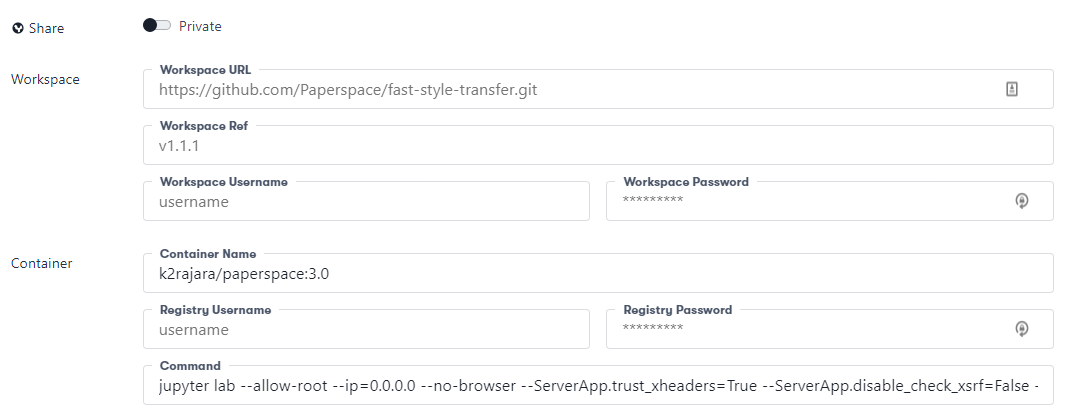 Share
Private
Workspace
Workspace URL
https://github.com/Paperspace/fast-style-transfer.git
Workspace Ref
v1.1.1
Workspace Username
username
Workspace Password
*********
Container
Container Name
k2rajara/paperspace:3.0
Registry Username
username
Registry Password
*********
Command
jupyter lab --allow-root --ip=0.0.0.0 --no-browser --ServerApp.trust_xheaders=True --ServerApp.disable_check_xsrf=False -